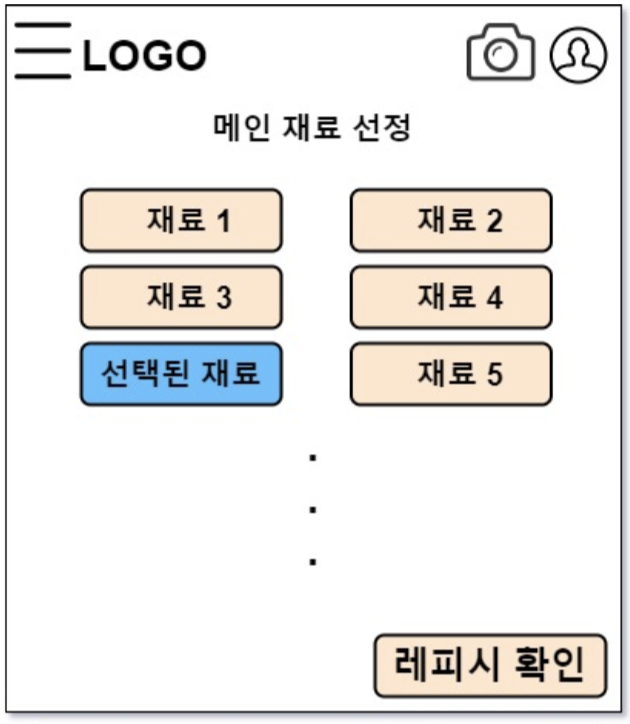 LOGO
메인 재료 선정
재료 1
재료 2
재료 3
재료 4
선택된 재료
재료 5
.
.
.
레피시 확인